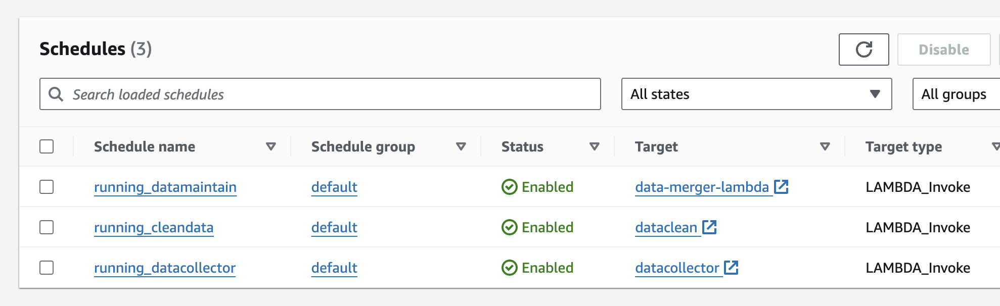 Schedules (3)
Disable
Search loaded schedules
All states
All groups
Schedule name
Schedule group
Status
Target
Target type
running_datamaintain default Enabled data-merger-lambda LAMBDA_Invoke
running_cleandata default Enabled dataclean LAMBDA_Invoke
running_datacollector default Enabled datacollector LAMBDA_Invoke